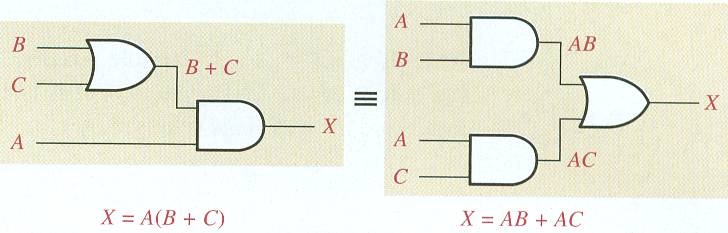 B
C
B + C
A
X
≡
A
B
AB
A
C
AC
X
X = A(B + C)
X = AB + AC